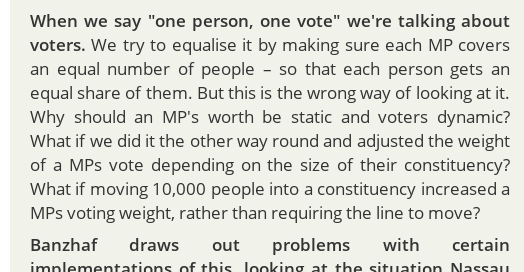 When we say "one person, one vote" we're talking about
voters. We try to equalise it by making sure each MP covers
an equal number of people – so that each person gets an
equal share of them. But this is the wrong way of looking at it.
Why should an MP's worth be static and voters dynamic?
What if we did it the other way round and adjusted the weight
of a MPs vote depending on the size of their constituency?
What if moving 10,000 people into a constituency increased a
MPs voting weight, rather than requiring the line to move?
Banzhaf draws out problems with certain
implementations of this, looking at the situation Nassau